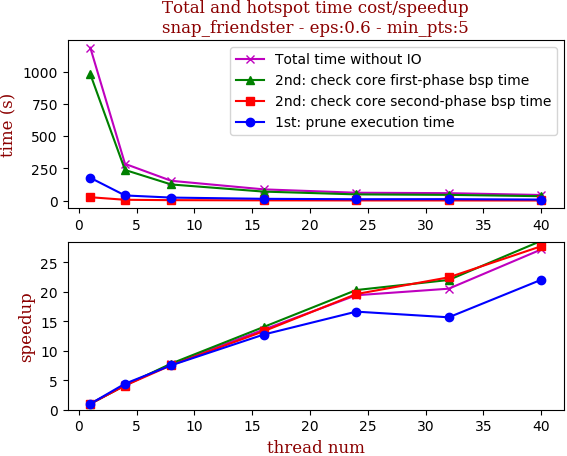 Total and hotspot time cost/speedup
snap_friendster - eps:0.6 - min_pts:5
time (s)
1000
750
500
250
0
Total time without IO
2nd: check core first-phase bsp time
2nd: check core second-phase bsp time
1st: prune execution time
0 5 10 15 20 25 30 35 40
speedup
25
20
15
10
5
0
0 5 10 15 20 25 30 35 40
thread num